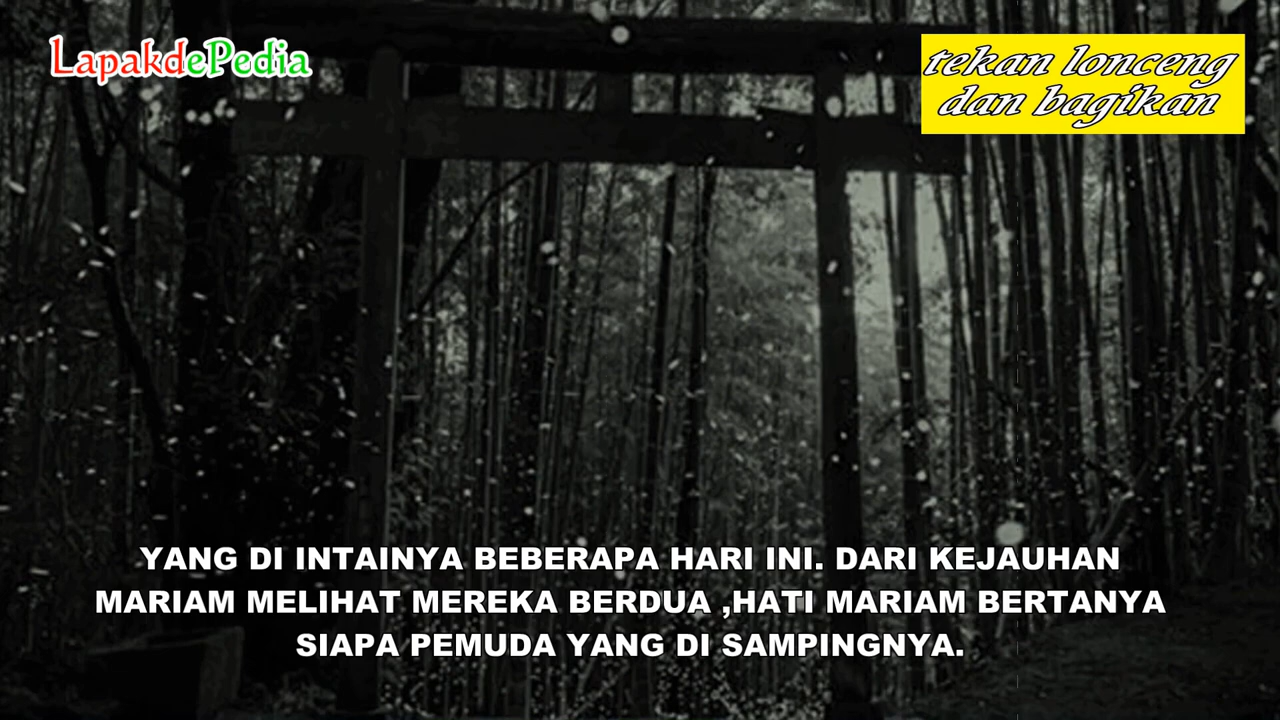 LapakdePedia
tekan lonceng
dan bagikan
YANG DI INTAINYA BEBERAPA HARI INI. DARI KEJAUHAN
MARIAM MELIHAT MEREKA BERDUA ,HATI MARIAM BERTANYA
SIAPA PEMUDA YANG DI SAMPINGNYA.